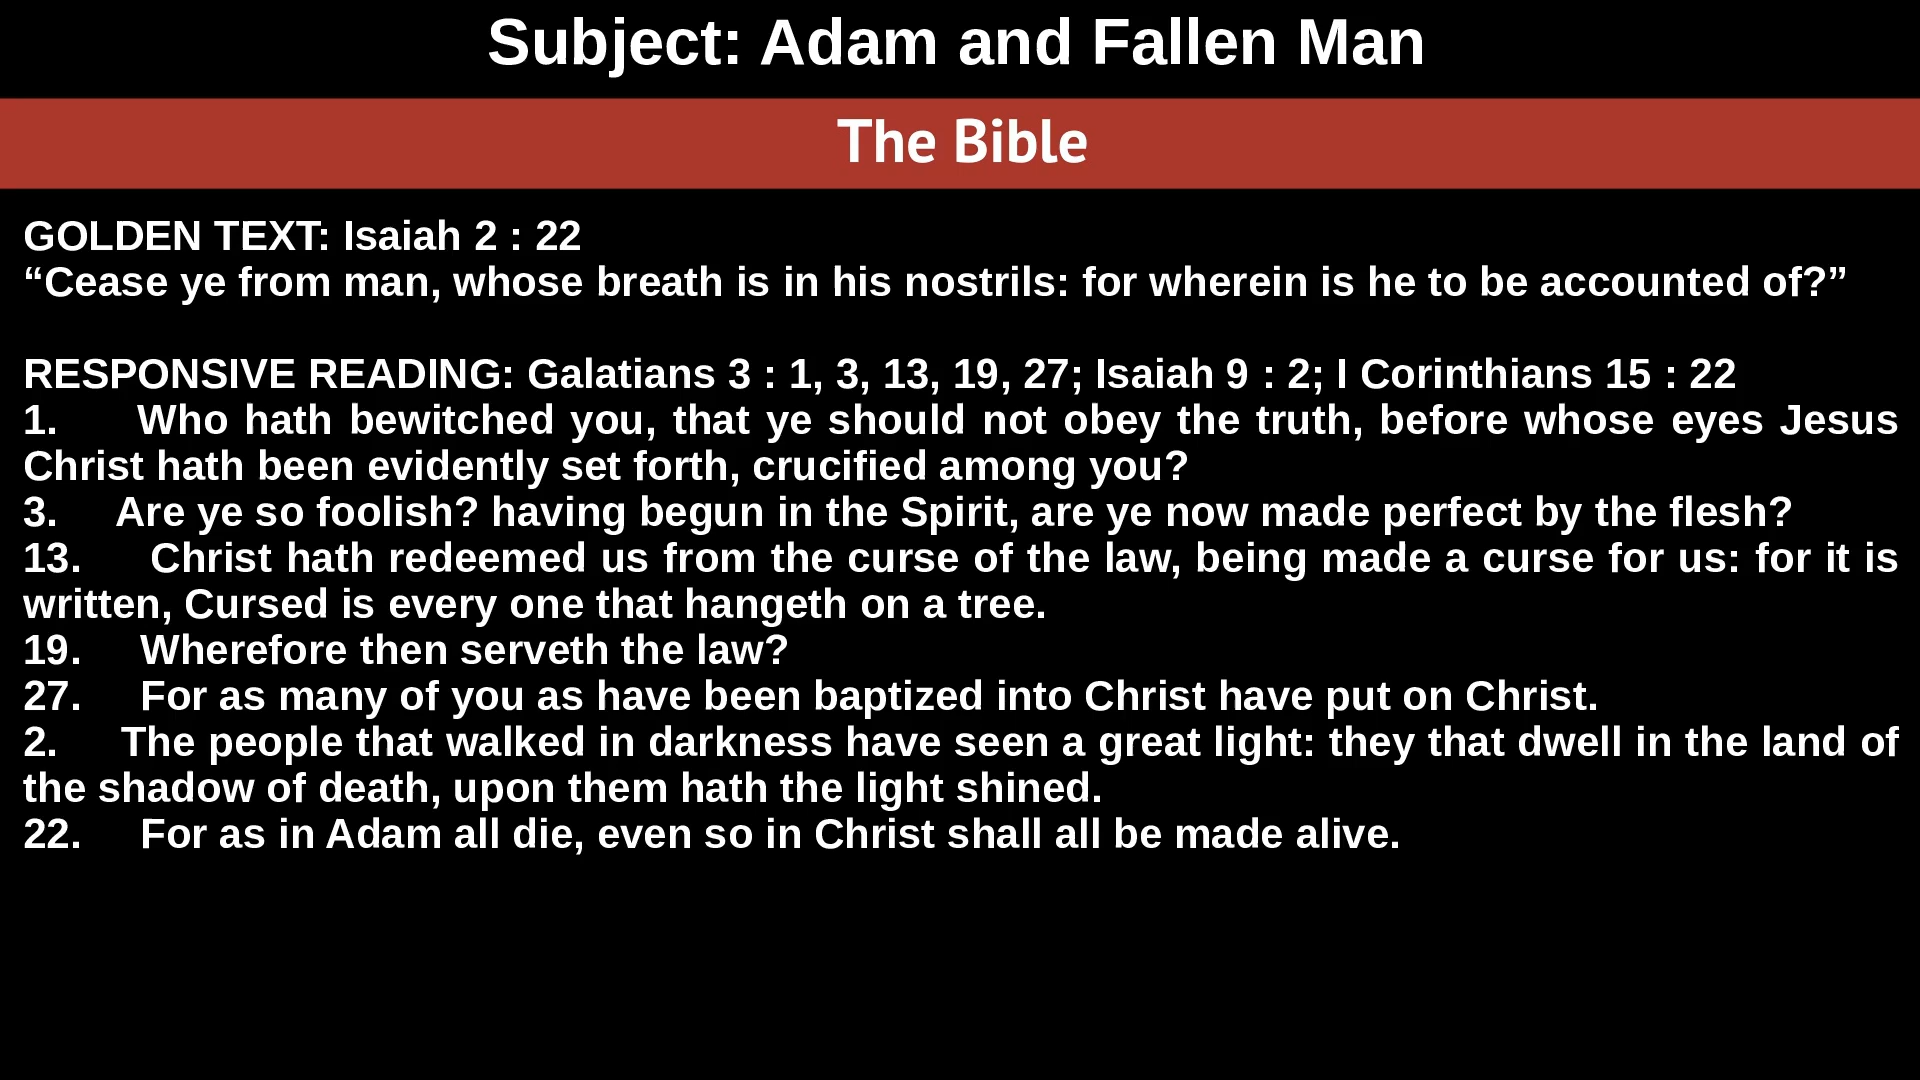 Subject: Adam and Fallen Man
The Bible
GOLDEN TEXT: Isaiah 2 : 22
“Cease ye from man, whose breath is in his nostrils: for wherein is he to be accounted of?”
RESPONSIVE READING: Galatians 3 : 1, 3, 13, 19, 27; Isaiah 9 : 2; I Corinthians 15 : 22
1. Who hath bewitched you, that ye should not obey the truth, before whose eyes Jesus
Christ hath been evidently set forth, crucified among you?
3. Are ye so foolish? having begun in the Spirit, are ye now made perfect by the flesh?
13. Christ hath redeemed us from the curse of the law, being made a curse for us: for it is
written, Cursed is every one that hangeth on a tree.
19. Wherefore then serveth the law?
27. For as many of you as have been baptized into Christ have put on Christ.
2. The people that walked in darkness have seen a great light: they that dwell in the land of
the shadow of death, upon them hath the light shined.
22. For as in Adam all die, even so in Christ shall all be made alive.